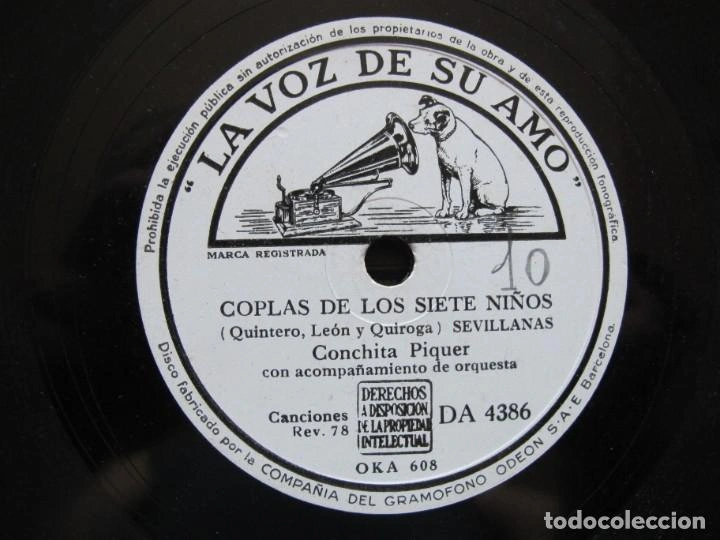 Prohibida la ejecución pública sin autorización de los propietarios de la obra y de esta reproducción fonográfica.
"LA VOZ DE SU AMO"
MARCA REGISTRADA
10
COPLAS DE LOS SIETE NIÑOS
(Quintero, León y Quiroga) SEVILLANAS
Conchita Piquer
con acompañamiento de orquesta
Canciones
Rev. 78
DERECHOS
A DISPOSICION
DE LA PROPIEDAD
INTELECTUAL
DA 4386
OKA 608
Disco fabricado por la COMPAÑIA DEL GRAMOFONO ODEON S·A·E Barcelona.
todocoleccion
todocoleccion.net